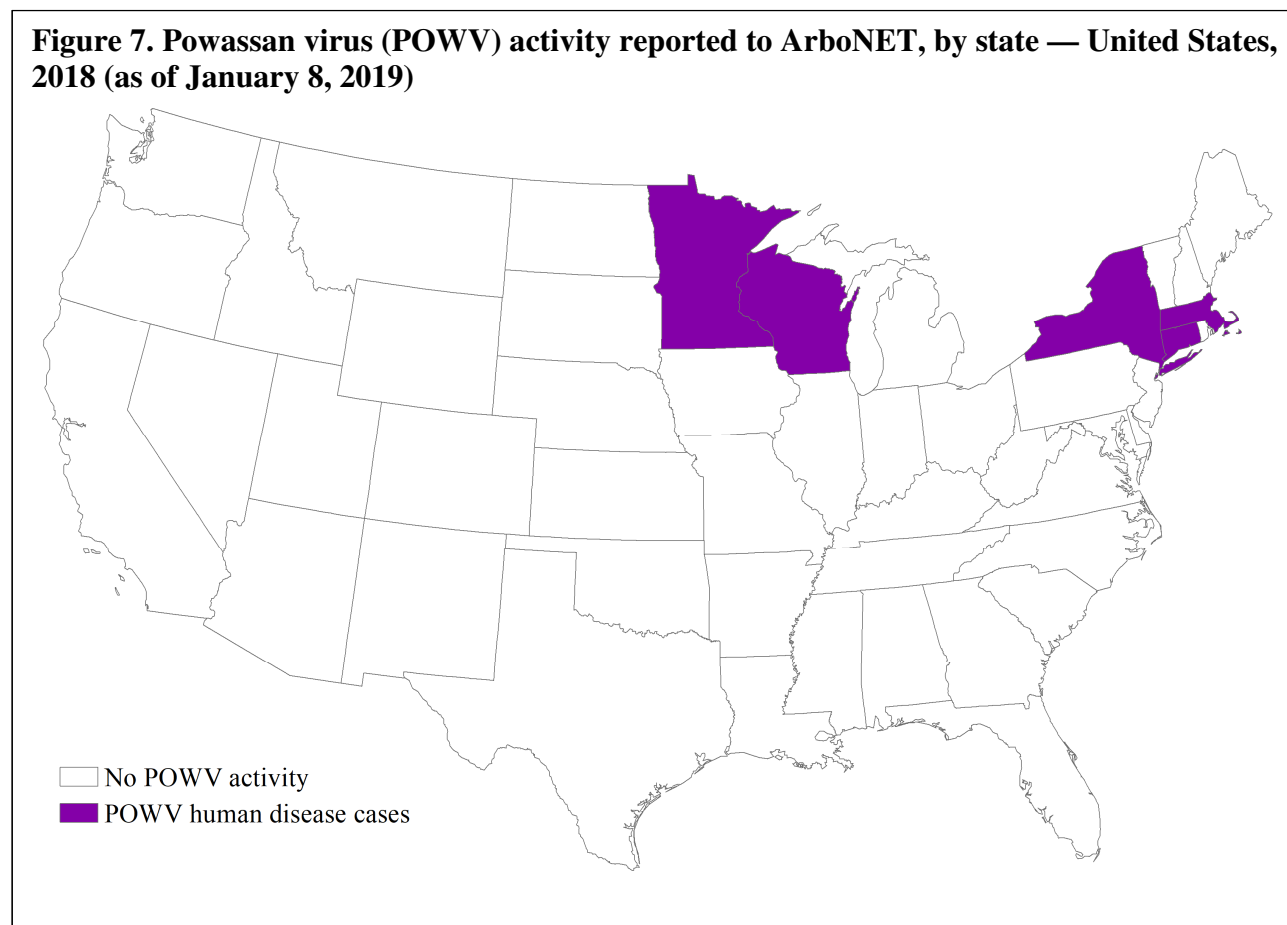 Figure 7. Powassan virus (POWV) activity reported to ArboNET, by state — United States,
2018 (as of January 8, 2019)
No POWV activity
POWV human disease cases